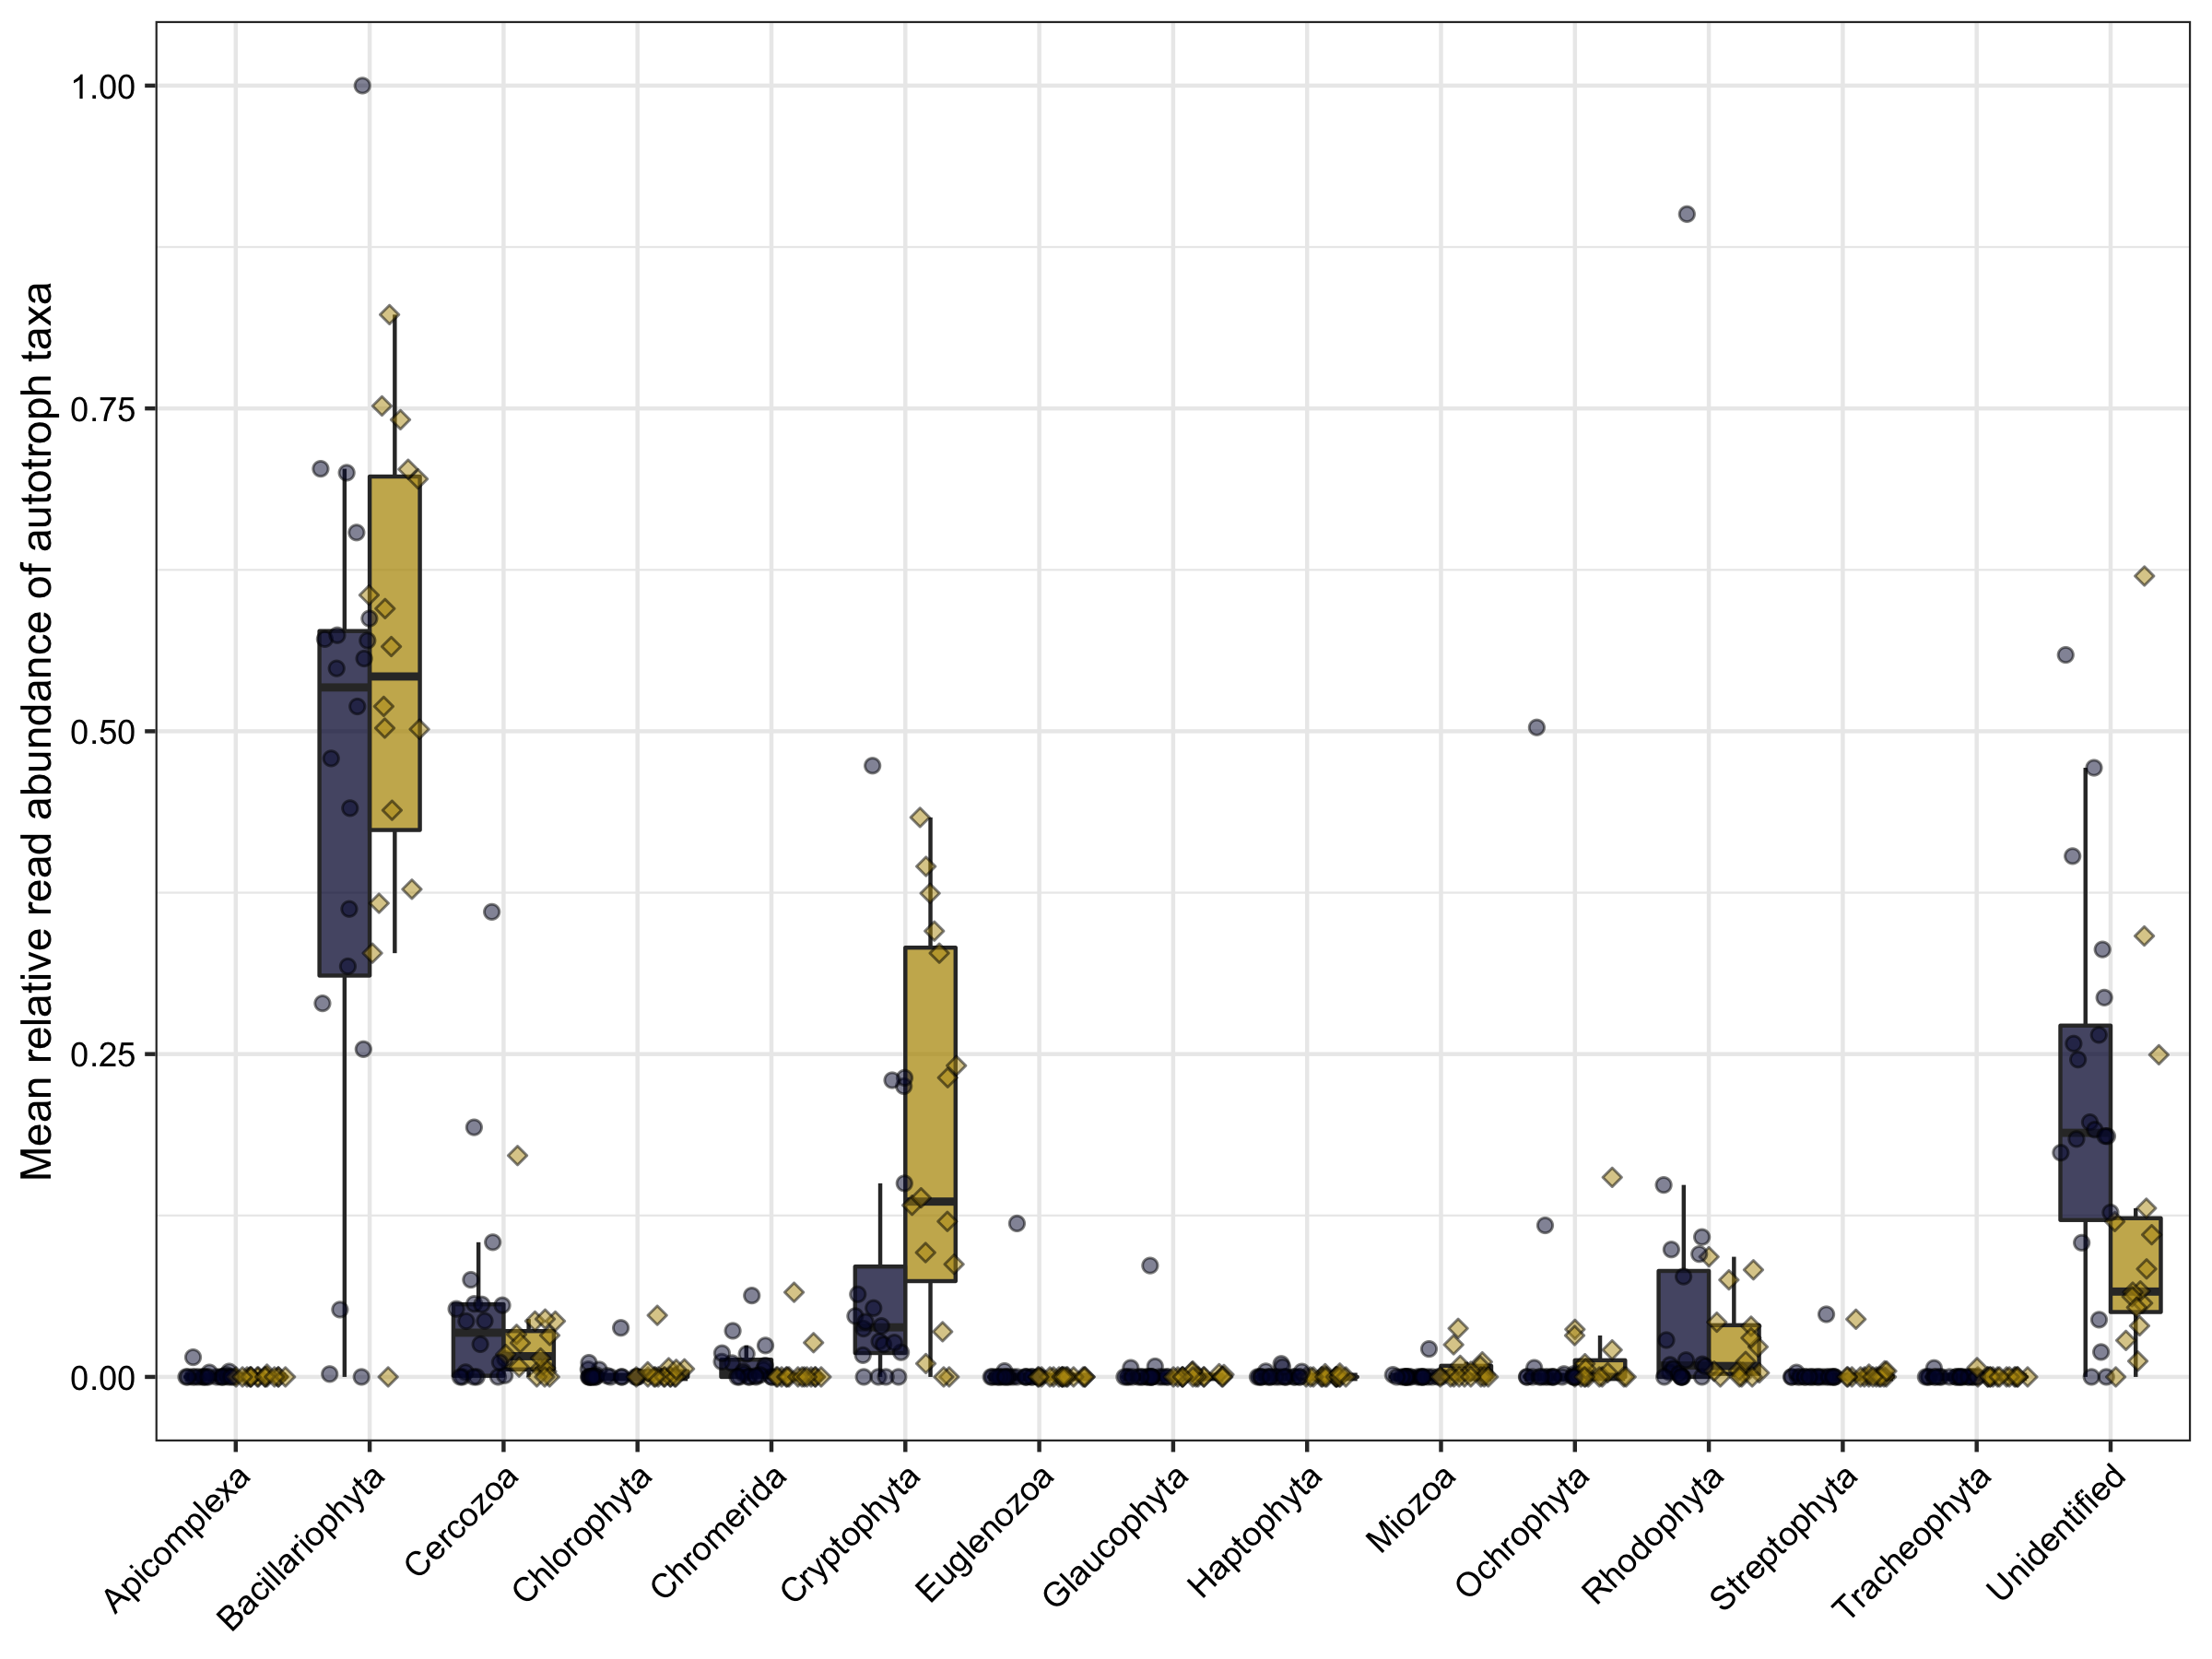 Mean relative read abundance of autotroph taxa
1.00
0.75
0.50
0.25
0.00
Apicomplexa
Bacillariophyta
Cercozoa
Chlorophyta
Chromerida
Cryptophyta
Euglenozoa
Glaucophyta
Haptophyta
Miozoa
Ochrophyta
Rhodophyta
Streptophyta
Tracheophyta
Unidentified